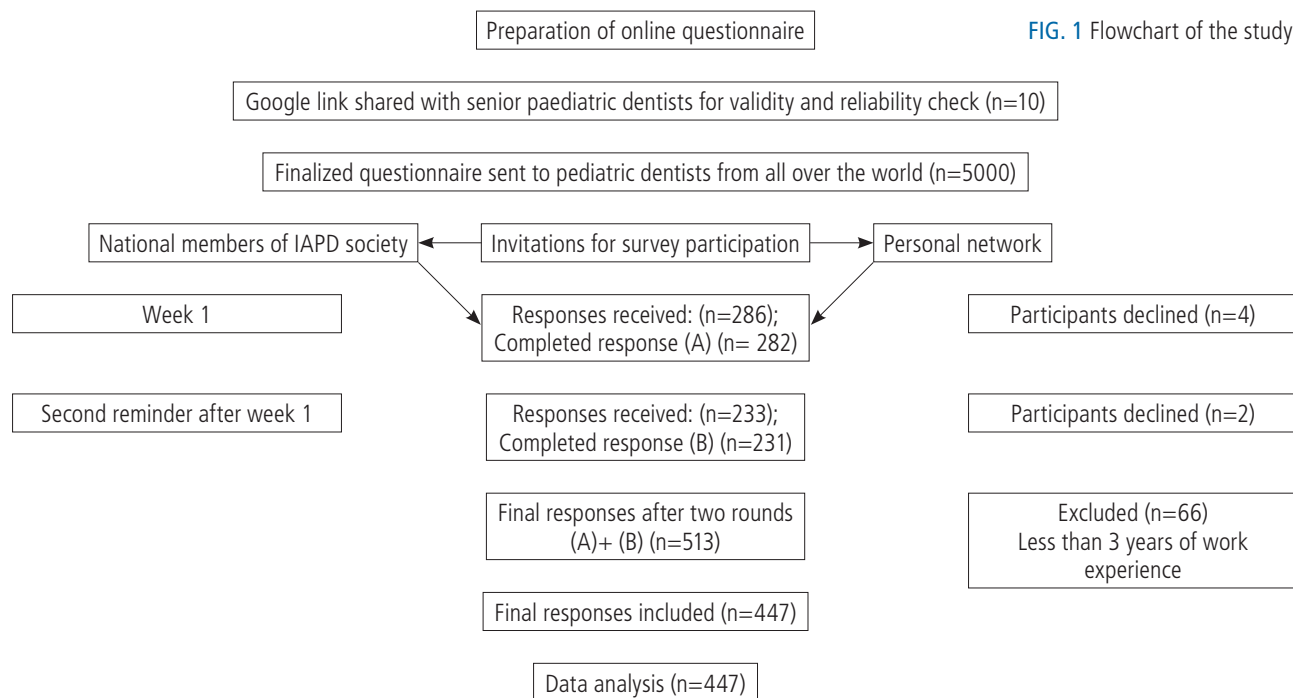 Preparation of online questionnaire
FIG. 1 Flowchart of the study
Google link shared with senior paediatric dentists for validity and reliability check (n=10)
Finalized questionnaire sent to pediatric dentists from all over the world (n=5000)
National members of IAPD society
Invitations for survey participation
Personal network
Week 1
Responses received: (n=286);
Completed response (A) (n= 282)
Participants declined (n=4)
Second reminder after week 1
Responses received: (n=233);
Completed response (B) (n=231)
Participants declined (n=2)
Final responses after two rounds
(A)+ (B) (n=513)
Excluded (n=66)
Less than 3 years of work
experience
Final responses included (n=447)
Data analysis (n=447)